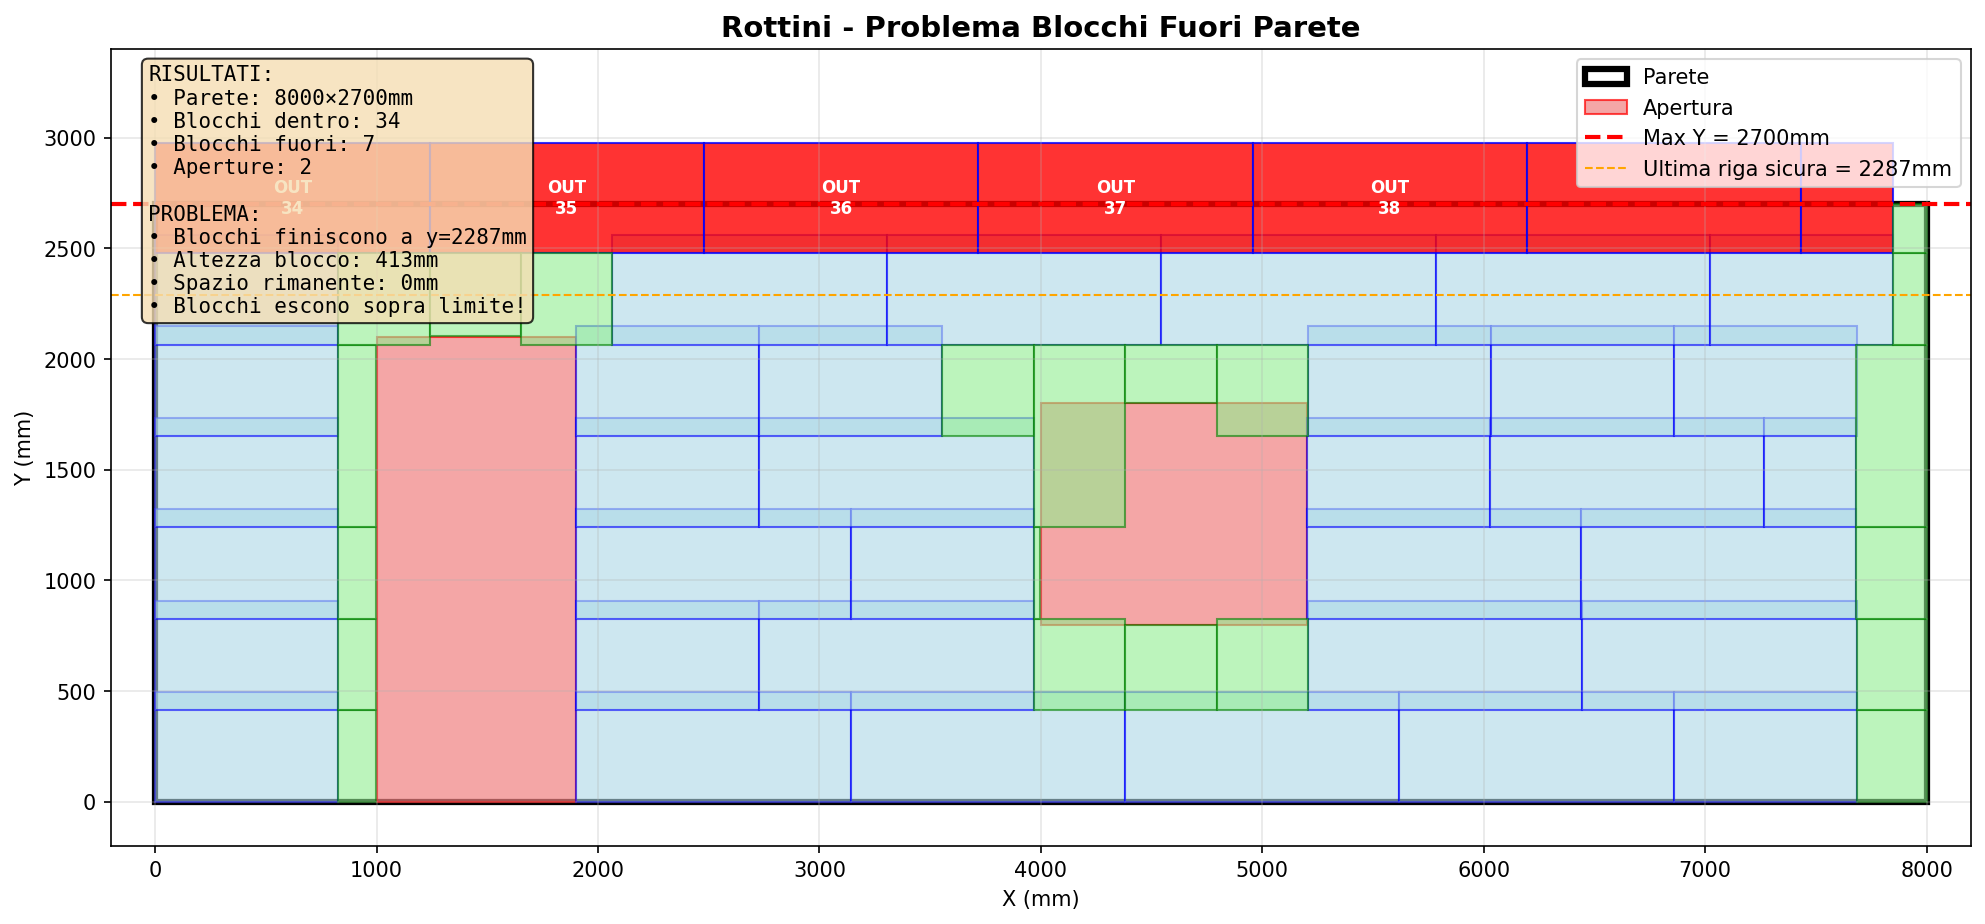 Rottini - Problema Blocchi Fuori Parete
RISULTATI:
• Parete: 8000×2700mm
• Blocchi dentro: 34
• Blocchi fuori: 7
• Aperture: 2
PROBLEMA:
• Blocchi finiscono a y=2287mm
• Altezza blocco: 413mm
• Spazio rimanente: 0mm
• Blocchi escono sopra limite!
Parete
Apertura
Max Y = 2700mm
Ultima riga sicura = 2287mm
OUT
34
OUT
35
OUT
36
OUT
37
OUT
38
Y (mm)
3000
2500
2000
1500
1000
500
0
0
1000
2000
3000
4000
5000
6000
7000
8000
X (mm)